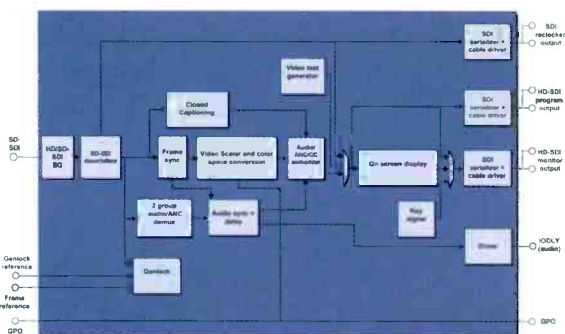 SDI
reclocked
output
SDI
serializer +
cable driver
Video test
generator
HD-SDI
program
output
SDI
serializer +
cable driver
Closed
Captioning
SD-
SDI
HD/SD-
SDI
EQ
SD-SDI
deserializer
Frame
sync
Video Scaler and color
space conversion
Audio/
ANC/CC
embedder
On screen display
SDI
serializer +
cable driver
HD-SDI
monitor
output
2 group
audio/ANC
demux
Audio sync +
delay
Key
signal
Driver
(audio)
Genlock
reference
Genlock
Frame
reference
GPO
GPO